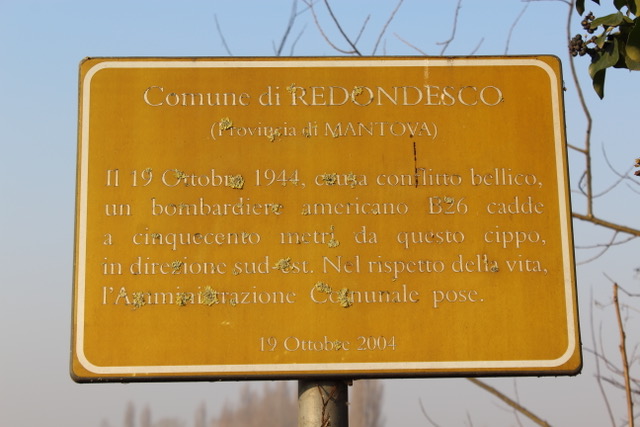 Comune di REDONDESCO
(Provincia di MANTOVA)
Il 19 Ottobre 1944, causa conflitto bellico,
un bombardiere americano B26 cadde
a cinquecento metri da questo cippo,
in direzione sud-est. Nel rispetto della vita,
l'Amministrazione Comunale pose.
19 Ottobre 2004